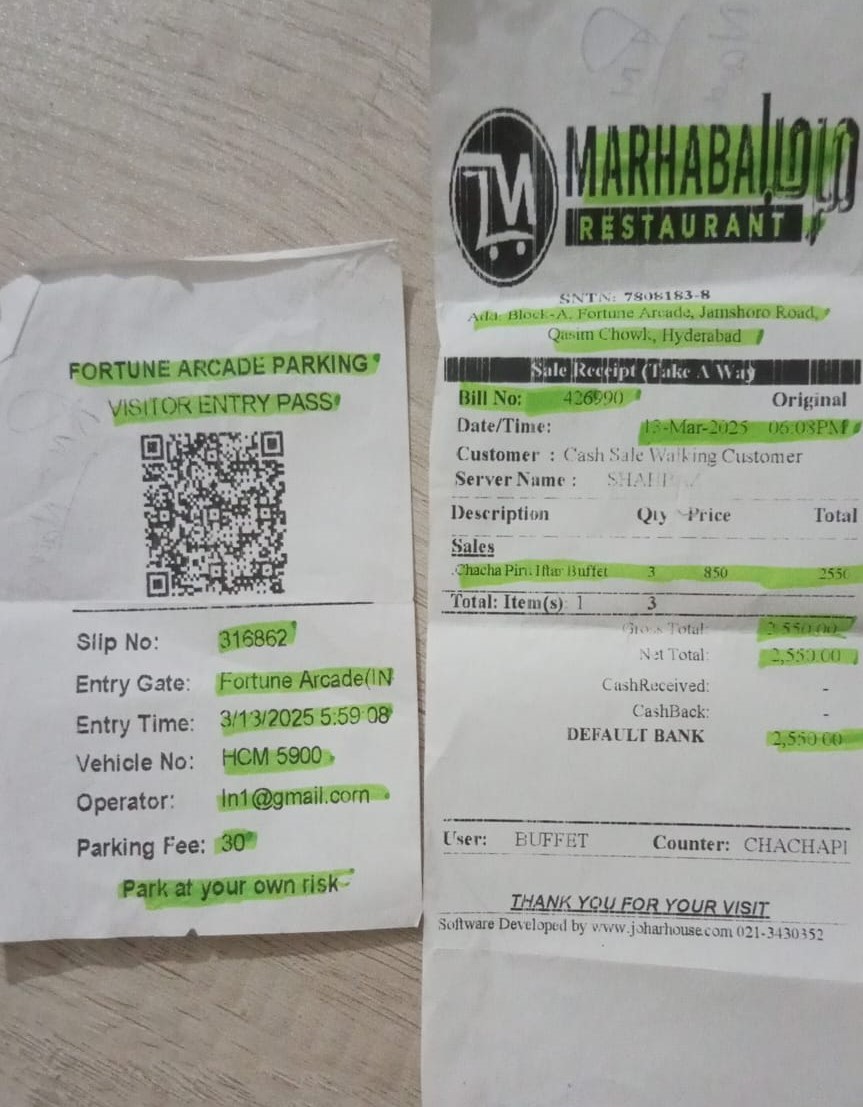 FORTUNE ARCADE PARKING
VISITOR ENTRY PASS
Slip No: 316862
Entry Gate: Fortune Arcade(IN
Entry Time: 3/13/2025 5:59 08
Vehicle No: HCM 5900
Operator: In1@gmail.com
Parking Fee: 30
Park at your own risk
MARHABA مرحبا
RESTAURANT
SNTN: 7808183-8
Add: Block-A, Fortune Arcade, Jamshoro Road,
Qasim Chowk, Hyderabad
Sale Receipt (Take A Way
Bill No: 426990 Original
Date/Time: 13-Mar-2025 06:03PM
Customer : Cash Sale Walking Customer
Server Name :
Description Qty Price Total
Sales
Chacha Piru Iftar Buffet 3 850 2550
Total: Item(s) 1 3
Gross Total: 2,550.00
Net Total: 2,550.00
CashReceived: -
CashBack: -
DEFAULT BANK 2,550.00
User: BUFFET Counter: CHACHAPI
THANK YOU FOR YOUR VISIT
Software Developed by www.joharhouse.com 021-3430352